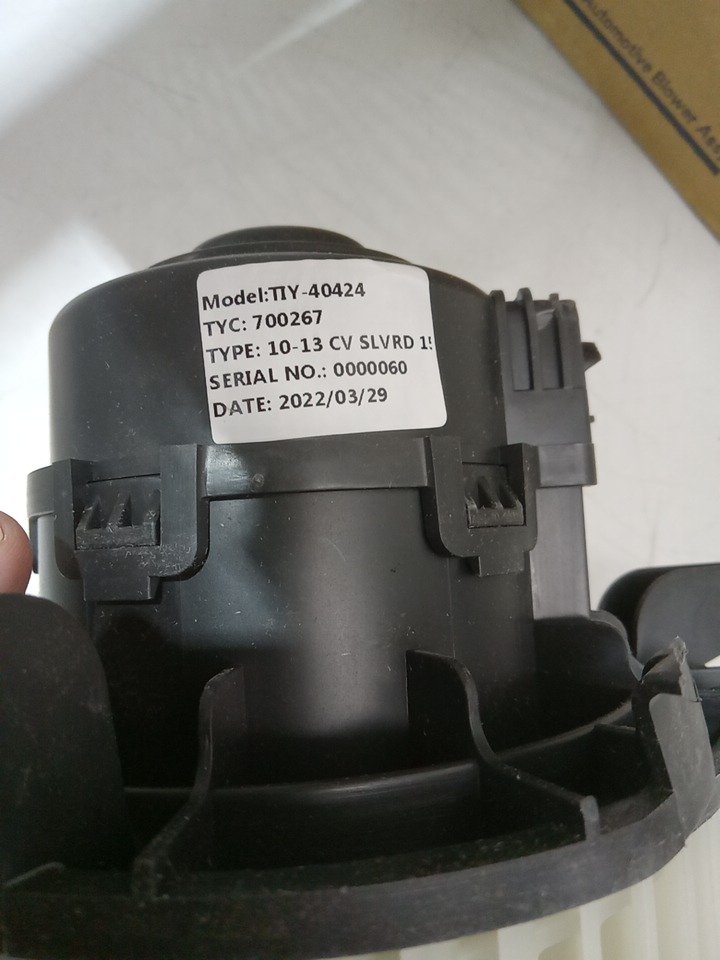 Automotive Blower
Model:TIY-40424
TYC: 700267
TYPE: 10-13 CV SLVRD
SERIAL NO.: 0000060
DATE: 2022/03/29